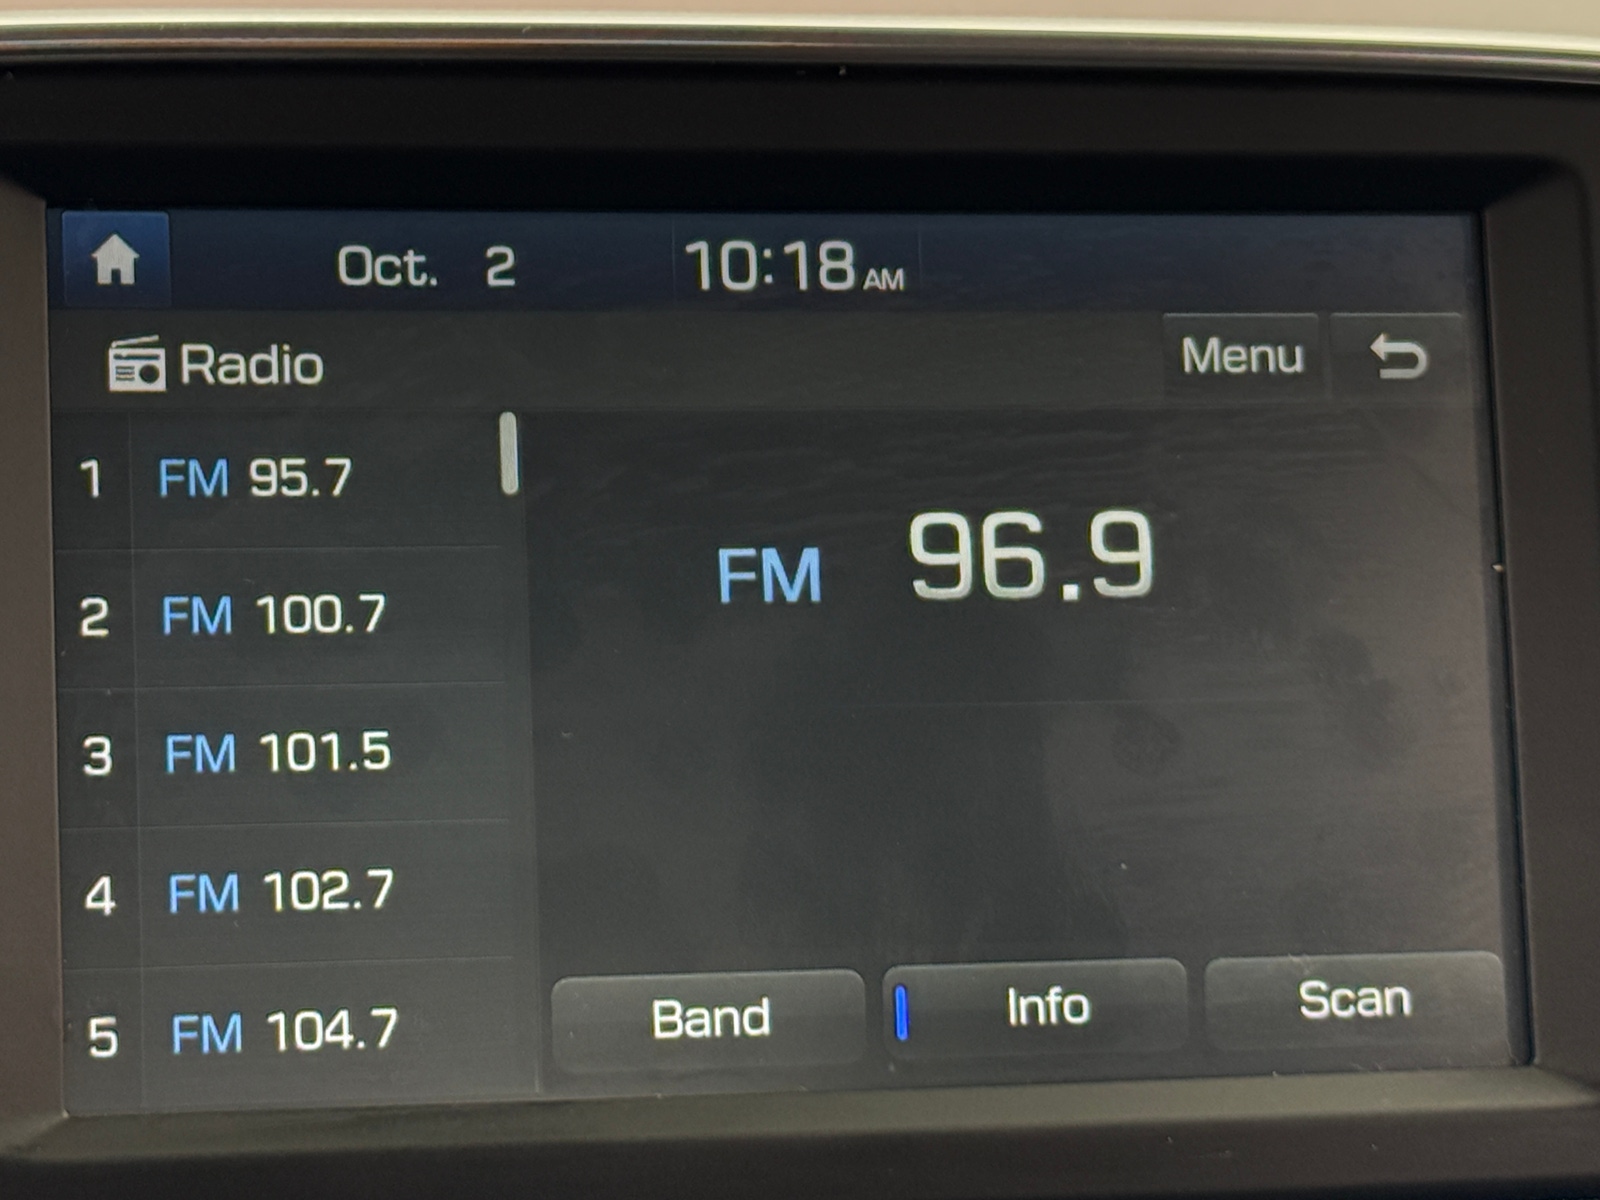 Oct. 2 10:18 AM
Radio Menu
1 FM 95.7
2 FM 100.7
3 FM 101.5
4 FM 102.7
5 FM 104.7
FM 96.9
Band Info Scan